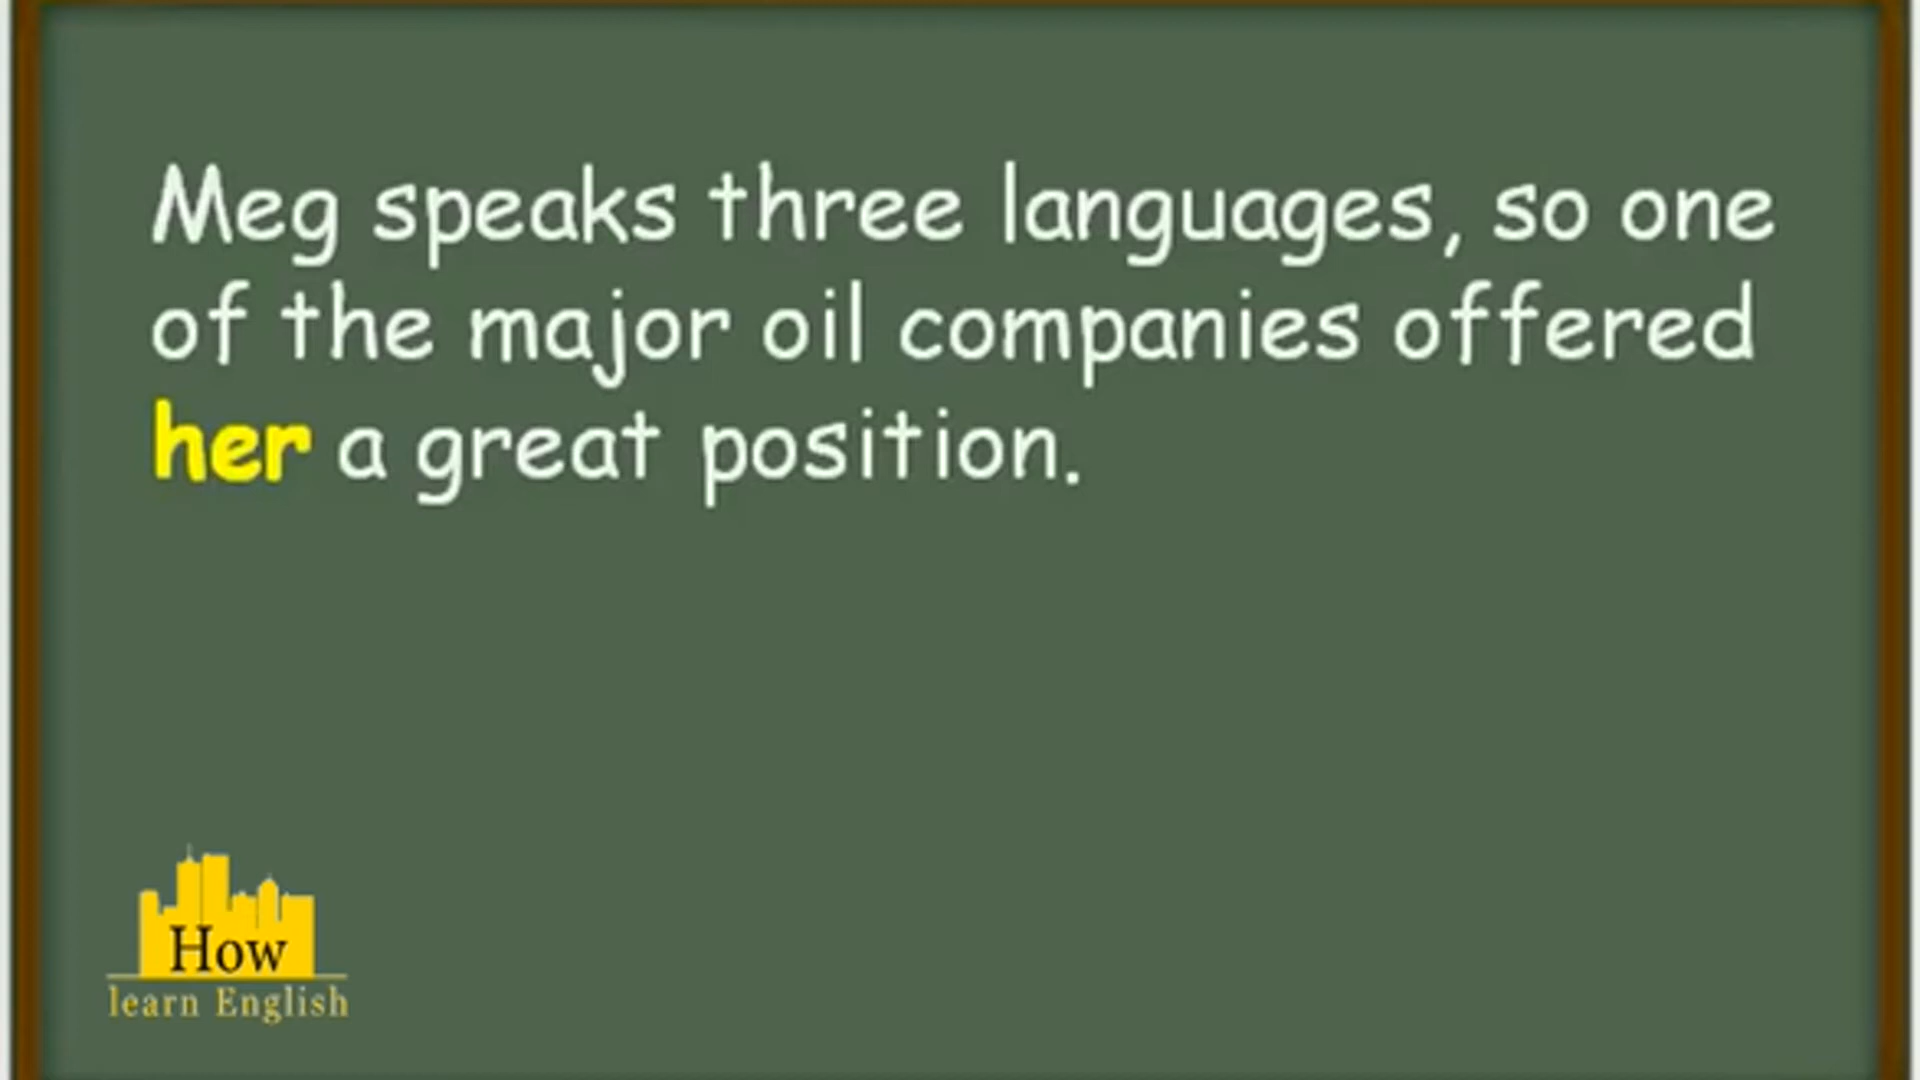 Meg speaks three languages, so one
of the major oil companies offered
her a great position.
How
learn English